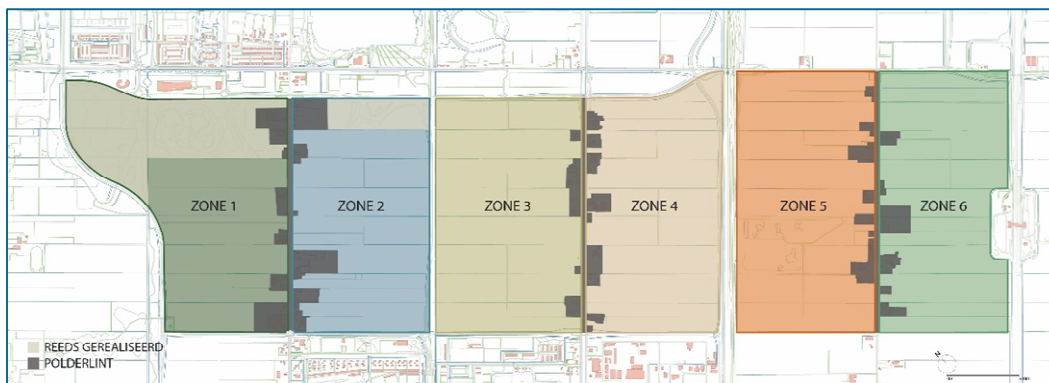 ZONE 1
ZONE 2
ZONE 3
ZONE 4
ZONE 5
ZONE 6
REEDS GEREALISEERD
POLDERLINT
N